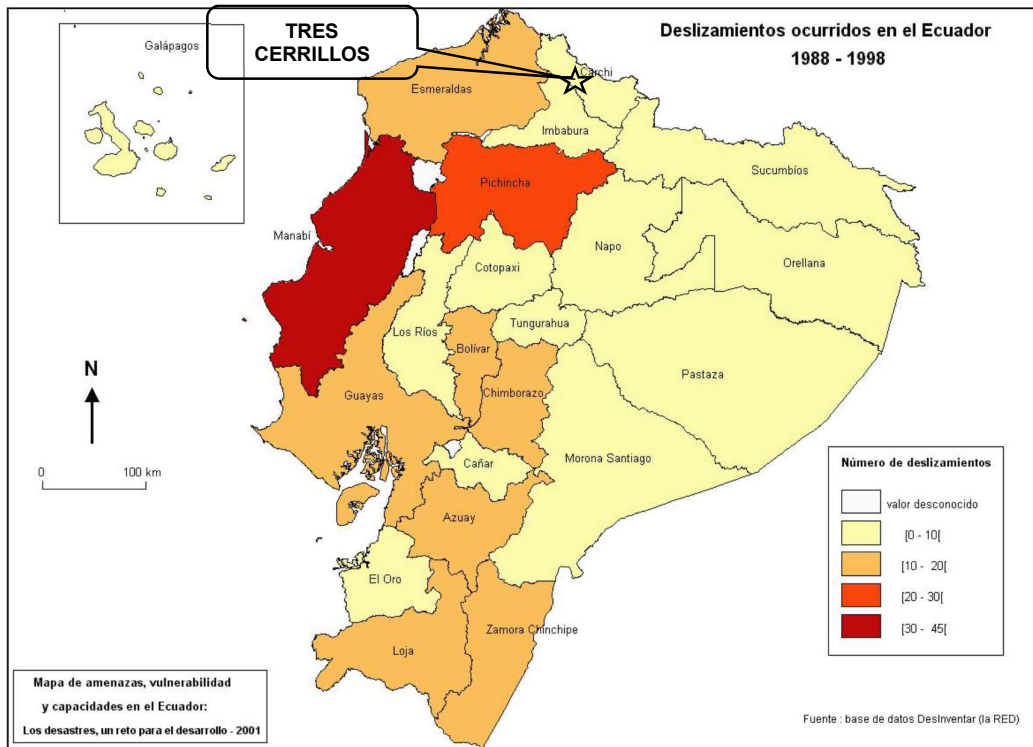 TRES
CERRILLOS
Deslizamientos ocurridos en el Ecuador
1988 - 1998
Galápagos
Carchi
Esmeraldas
Imbabura
Sucumbíos
Pichincha
Manabí
Napo
Orellana
Cotopaxi
Los Ríos
Tungurahua
Bolívar
Pastaza
Chimborazo
Guayas
N
0 100 km
Cañar
Morona Santiago
Azuay
El Oro
Loja
Zamora Chinchipe
Número de deslizamientos
valor desconocido
[0 - 10[
[10 - 20[
[20 - 30[
[30 - 45[
Mapa de amenazas, vulnerabilidad
y capacidades en el Ecuador:
Los desastres, un reto para el desarrollo - 2001
Fuente : base de datos DesInventar (la RED)